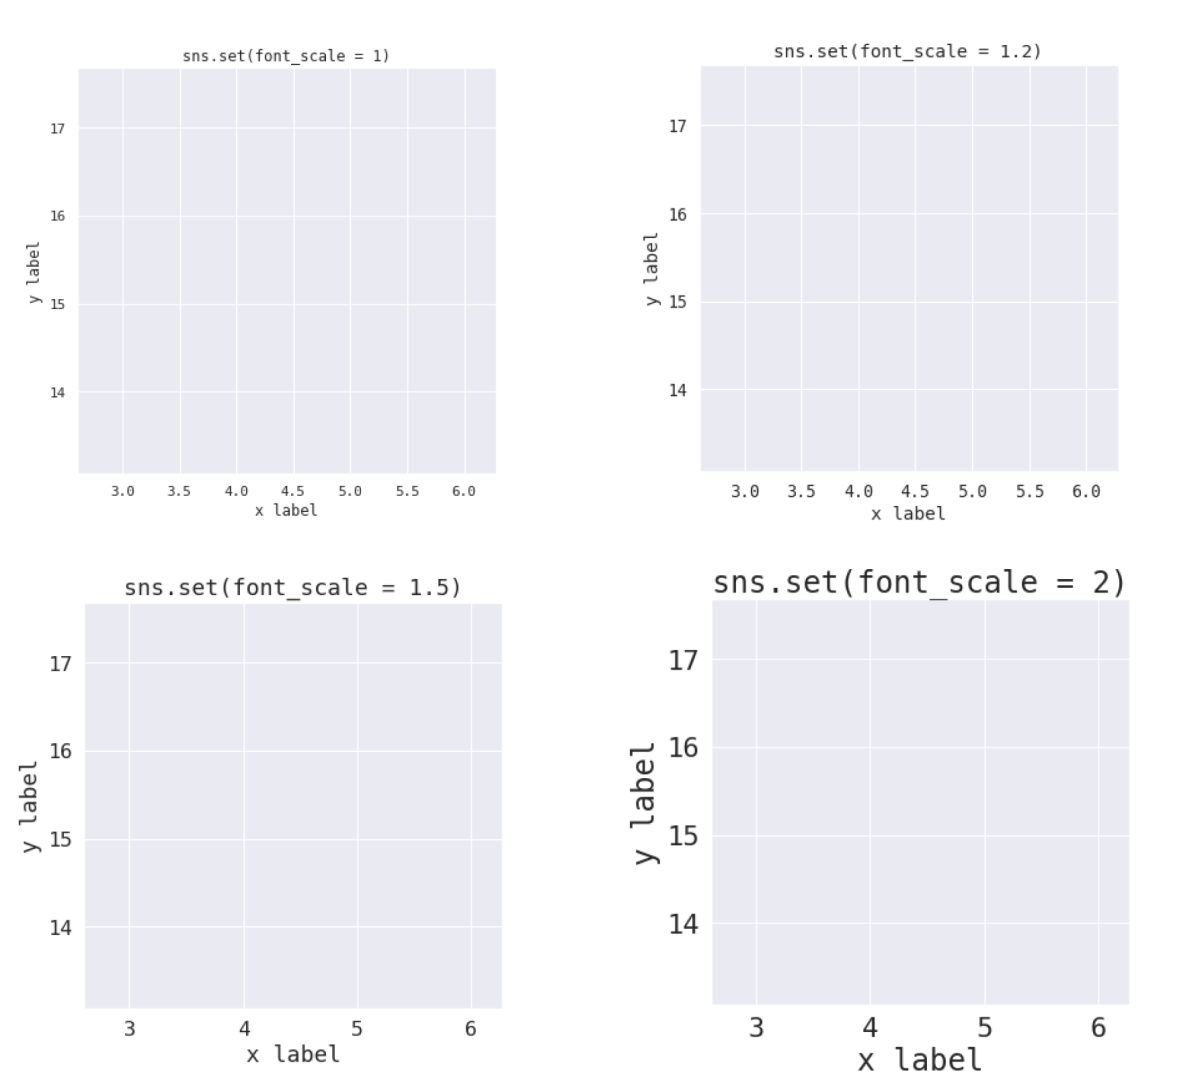 sns.set(font_scale = 1)
17
16
15
14
y label
3.0 3.5 4.0 4.5 5.0 5.5 6.0
x label
sns.set(font_scale = 1.2)
17
16
15
14
y label
3.0 3.5 4.0 4.5 5.0 5.5 6.0
x label
sns.set(font_scale = 1.5)
17
16
15
14
y label
3 4 5 6
x label
sns.set(font_scale = 2)
17
16
15
14
y label
3 4 5 6
x label